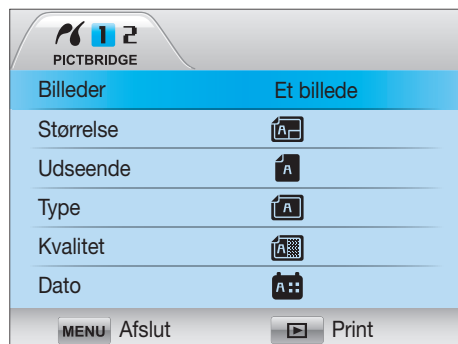 1 2
PICTBRIDGE
Billeder Et billede
Størrelse A
Udseende A
Type A
Kvalitet A
Dato A
MENU Afslut Print